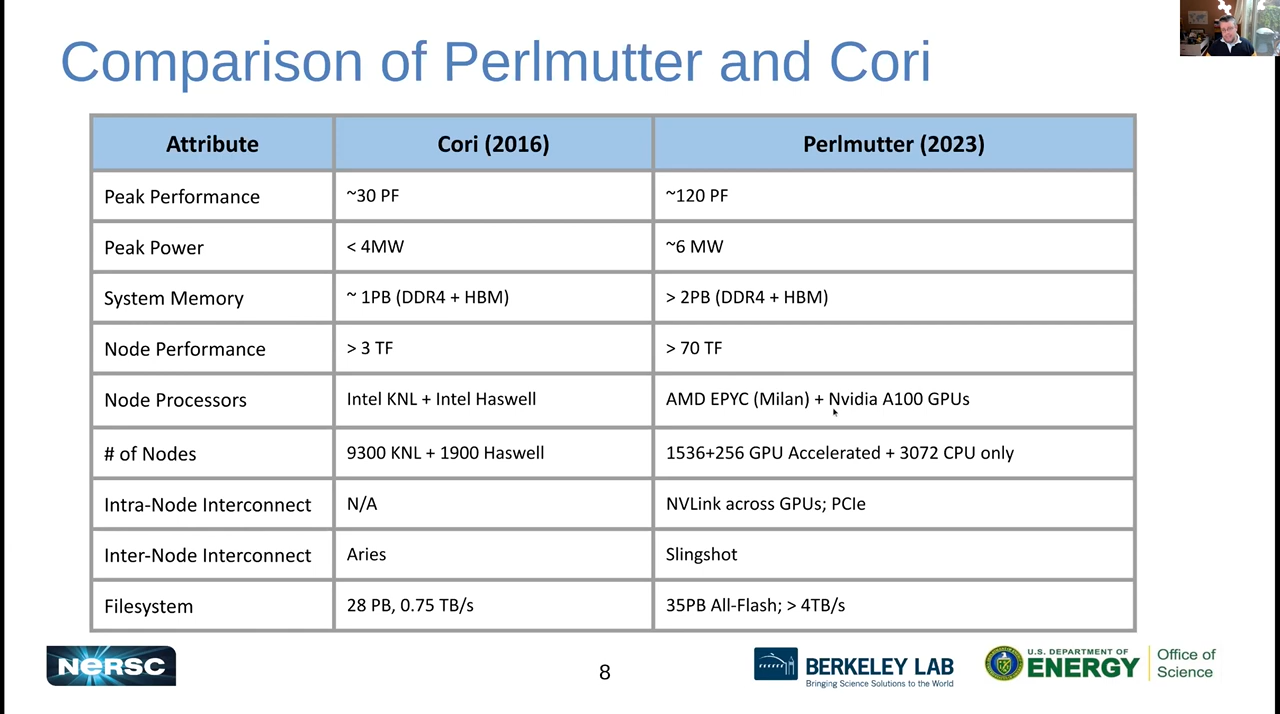 Comparison of Perlmutter and Cori
Attribute Cori (2016) Perlmutter (2023)
Peak Performance ~30 PF ~120 PF
Peak Power < 4MW ~6 MW
System Memory ~ 1PB (DDR4 + HBM) > 2PB (DDR4 + HBM)
Node Performance > 3 TF > 70 TF
Node Processors Intel KNL + Intel Haswell AMD EPYC (Milan) + Nvidia A100 GPUs
# of Nodes 9300 KNL + 1900 Haswell 1536+256 GPU Accelerated + 3072 CPU only
Intra-Node Interconnect N/A NVLink across GPUs; PCIe
Inter-Node Interconnect Aries Slingshot
Filesystem 28 PB, 0.75 TB/s 35PB All-Flash; > 4TB/s
NERSC
8
BERKELEY LAB
Bringing Science Solutions to the World
U.S. DEPARTMENT OF
ENERGY
Office of
Science